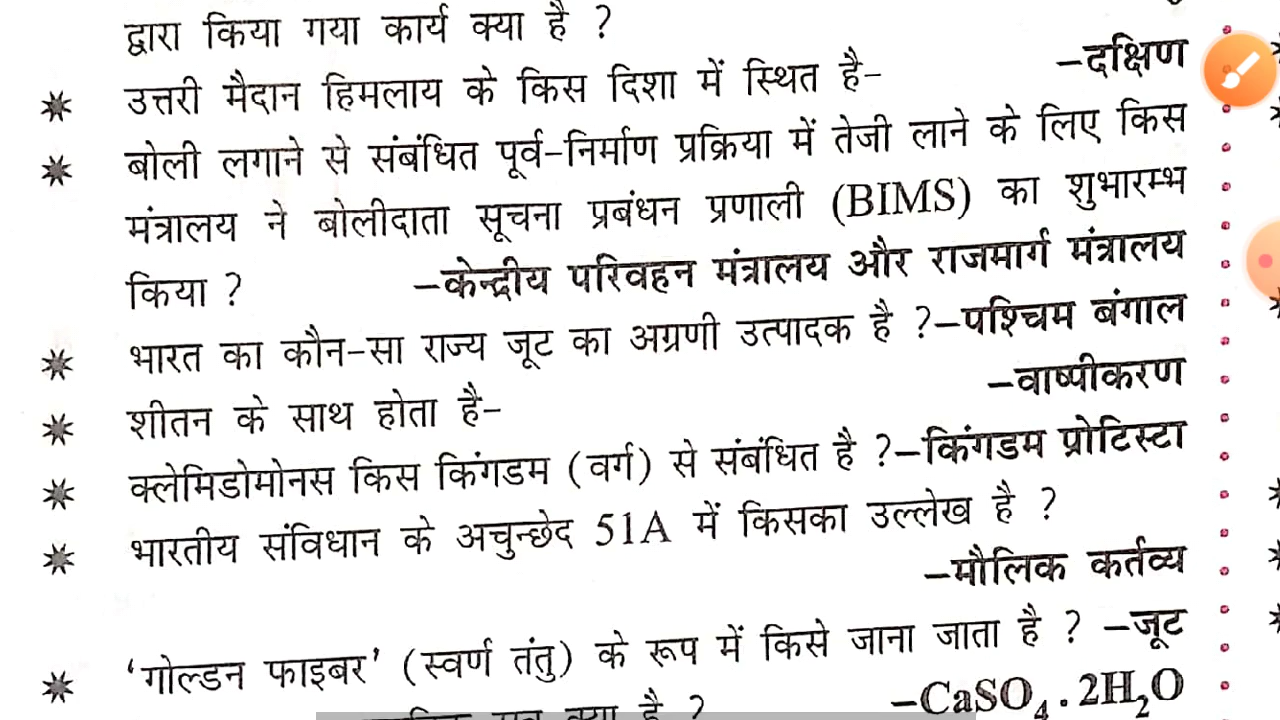 द्वारा किया गया कार्य क्या है ?
उत्तरी मैदान हिमलाय के किस दिशा में स्थित है– –दक्षिण
बोली लगाने से संबंधित पूर्व-निर्माण प्रक्रिया में तेजी लाने के लिए किस
मंत्रालय ने बोलीदाता सूचना प्रबंधन प्रणाली (BIMS) का शुभारम्भ
किया ? –केन्द्रीय परिवहन मंत्रालय और राजमार्ग मंत्रालय
भारत का कौन-सा राज्य जूट का अग्रणी उत्पादक है ?–पश्चिम बंगाल
शीतन के साथ होता है– –वाष्पीकरण
क्लेमिडोमोनस किस किंगडम (वर्ग) से संबंधित है ?–किंगडम प्रोटिस्टा
भारतीय संविधान के अचुन्छेद 51A में किसका उल्लेख है ?
–मौलिक कर्तव्य
‘गोल्डन फाइबर’ (स्वर्ण तंतु) के रूप में किसे जाना जाता है ? –जूट
क्या है ? –CaSO₄ . 2H₂O